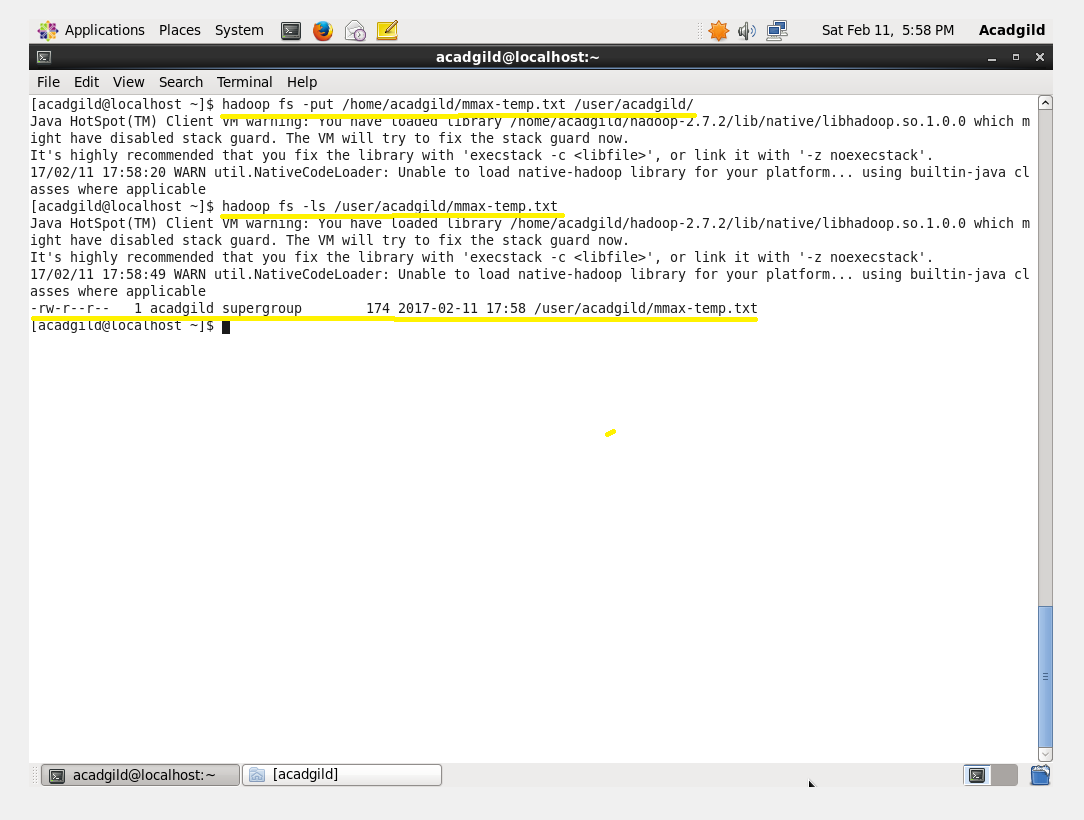 Applications Places System Sat Feb 11, 5:58 PM Acadgild
acadgild@localhost:~
File Edit View Search Terminal Help
[acadgild@localhost ~]$ hadoop fs -put /home/acadgild/mmax-temp.txt /user/acadgild/
Java HotSpot(TM) Client VM warning: You have loaded library /home/acadgild/hadoop-2.7.2/lib/native/libhadoop.so.1.0.0 which m
ight have disabled stack guard. The VM will try to fix the stack guard now.
It's highly recommended that you fix the library with 'execstack -c <libfile>', or link it with '-z noexecstack'.
17/02/11 17:58:20 WARN util.NativeCodeLoader: Unable to load native-hadoop library for your platform... using builtin-java cl
asses where applicable
[acadgild@localhost ~]$ hadoop fs -ls /user/acadgild/mmax-temp.txt
Java HotSpot(TM) Client VM warning: You have loaded library /home/acadgild/hadoop-2.7.2/lib/native/libhadoop.so.1.0.0 which m
ight have disabled stack guard. The VM will try to fix the stack guard now.
It's highly recommended that you fix the library with 'execstack -c <libfile>', or link it with '-z noexecstack'.
17/02/11 17:58:49 WARN util.NativeCodeLoader: Unable to load native-hadoop library for your platform... using builtin-java cl
asses where applicable
-rw-r--r--   1 acadgild supergroup        174 2017-02-11 17:58 /user/acadgild/mmax-temp.txt
[acadgild@localhost ~]$
acadgild@localhost:~ [acadgild]